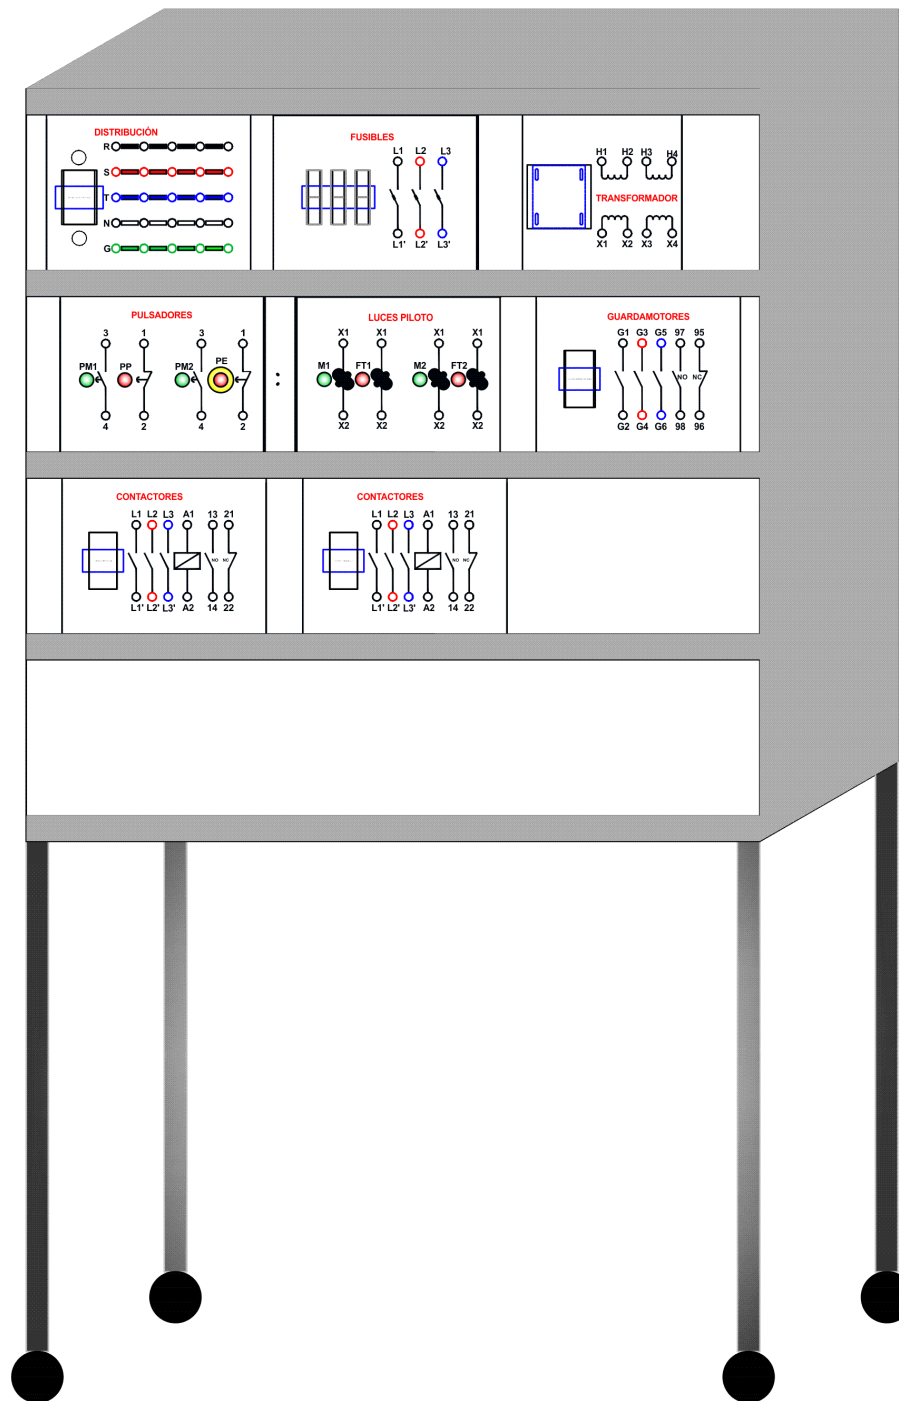 DISTRIBUCIÓN
R
S
T
N
G
FUSIBLES
L1 L2 L3
L1' L2' L3'
H1 H2 H3 H4
TRANSFORMADOR
X1 X2 X3 X4
PULSADORES
3 1 3 1
PM1 PP PM2 PE
4 2 4 2
:
LUCES PILOTO
X1 X1 X1 X1
M1 FT1 M2 FT2
X2 X2 X2 X2
GUARDAMOTORES
G1 G3 G5 97 95
NO NC
G2 G4 G6 98 96
CONTACTORES
L1 L2 L3 A1 13 21
NO NC
L1' L2' L3' A2 14 22
CONTACTORES
L1 L2 L3 A1 13 21
NO NC
L1' L2' L3' A2 14 22